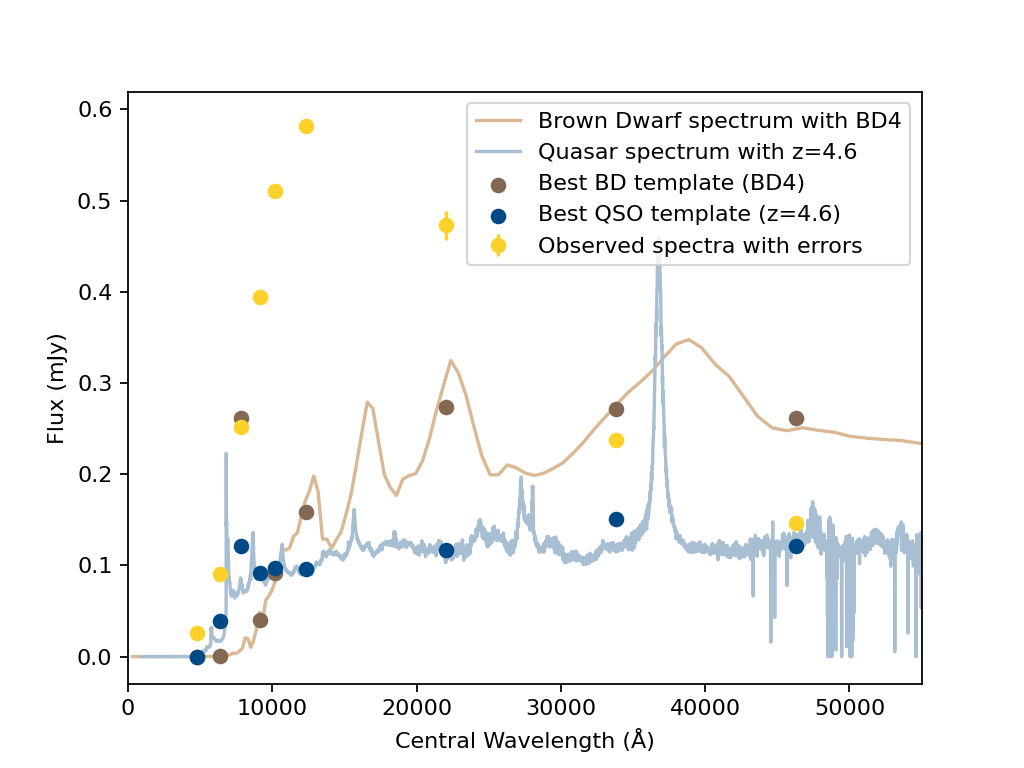 Brown Dwarf spectrum with BD4
Quasar spectrum with z=4.6
Best BD template (BD4)
Best QSO template (z=4.6)
Observed spectra with errors
0.6
0.5
0.4
0.3
0.2
0.1
0.0
Flux (mJy)
0 10000 20000 30000 40000 50000
Central Wavelength (Å)